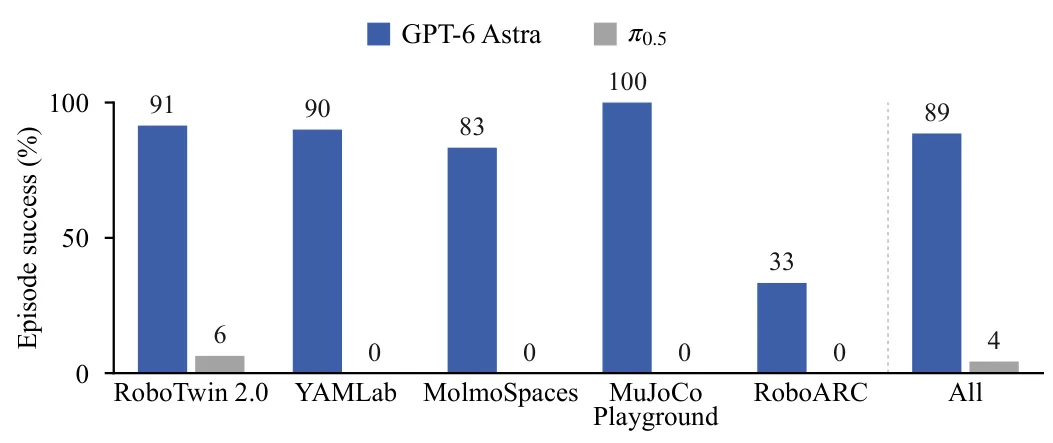 GPT-6 Astra
π0.5
Episode success (%)
100
50
0
91
6
90
0
83
0
100
0
33
0
89
4
RoboTwin 2.0
YAMLab
MolmoSpaces
MuJoCo
Playground
RoboARC
All